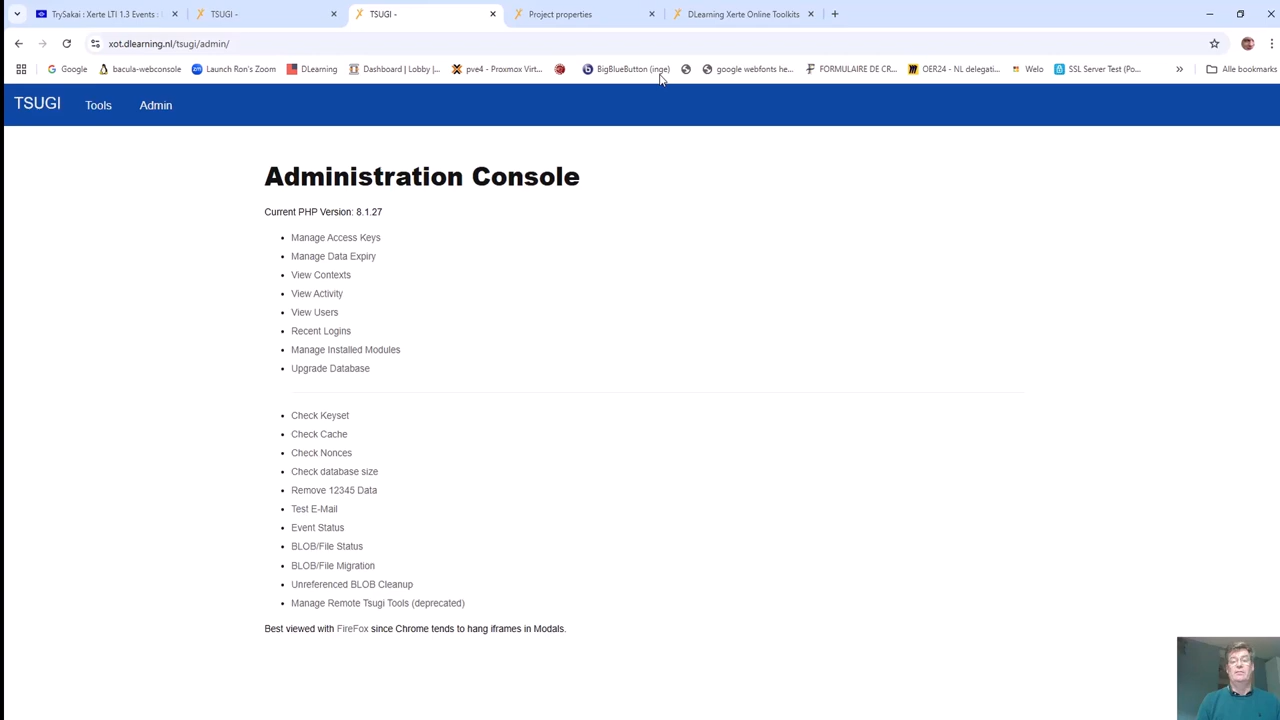 TrySakai : Xerte LTI 1.3 Events :
TSUGI -
TSUGI -
Project properties
DLearning Xerte Online Toolkits
xot.dlearning.nl/tsugi/admin/
Google
bacula-webconsole
Launch Ron's Zoom
DLearning
Dashboard | Lobby |...
pve4 - Proxmox Virt...
BigBlueButton (inge)
google webfonts he...
FORMULAIRE DE CR...
OER24 - NL delegati...
Welo
SSL Server Test (Po...
All bookmarks
TSUGI Tools Admin
Administration Console
Current PHP Version: 8.1.27
Manage Access Keys
Manage Data Expiry
View Contexts
View Activity
View Users
Recent Logins
Manage Installed Modules
Upgrade Database
Check Keyset
Check Cache
Check Nonces
Check database size
Remove 12345 Data
Test E-Mail
Event Status
BLOB/File Status
BLOB/File Migration
Unreferenced BLOB Cleanup
Manage Remote Tsugi Tools (deprecated)
Best viewed with FireFox since Chrome tends to hang iframes in Modals.